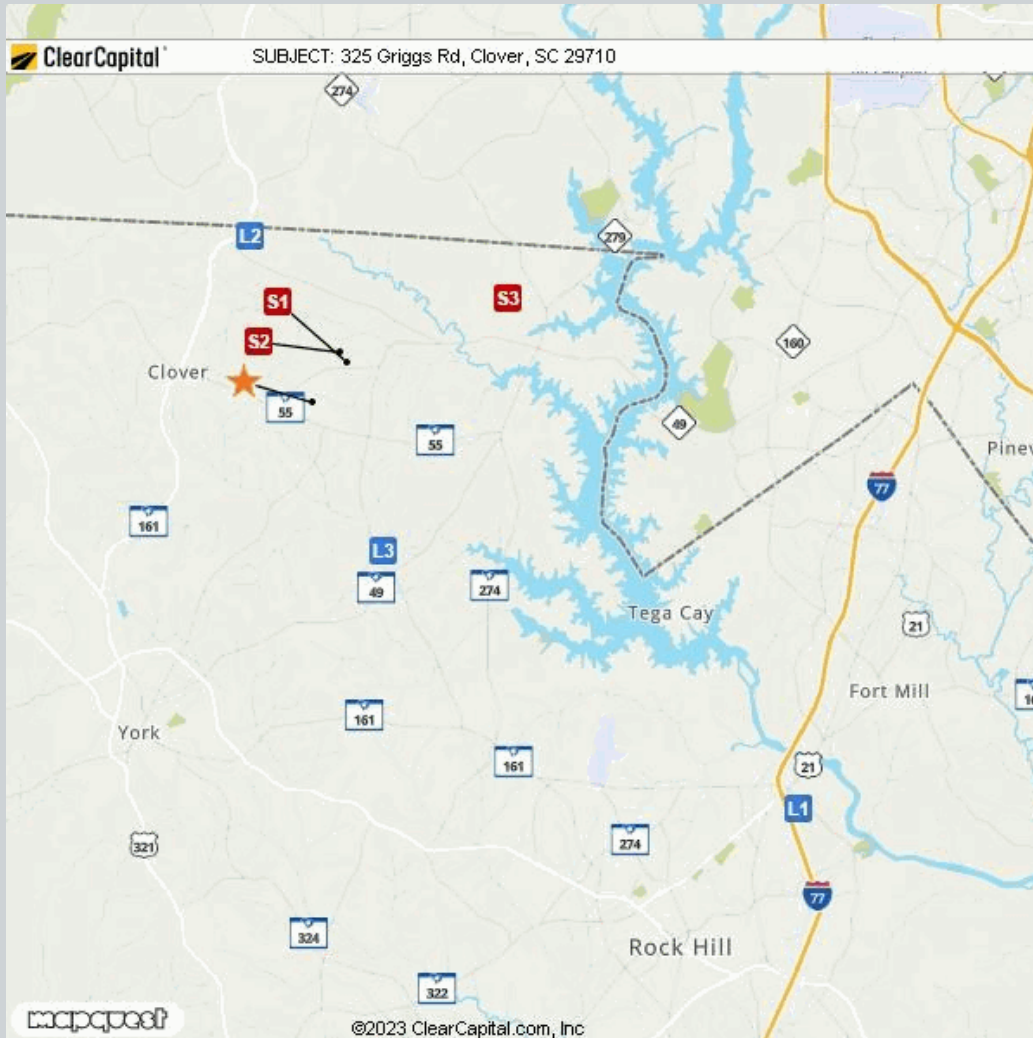 ClearCapital
SUBJECT: 325 Griggs Rd, Clover, SC 29710
274
L2
279
S1
S3
S2
160
Clover
55
49
55
77
161
L3
49
274
Tega Cay
21
Fort Mill
161
York
161
21
L1
274
321
77
324
Rock Hill
322
mapquest
©2023 ClearCapital.com, Inc